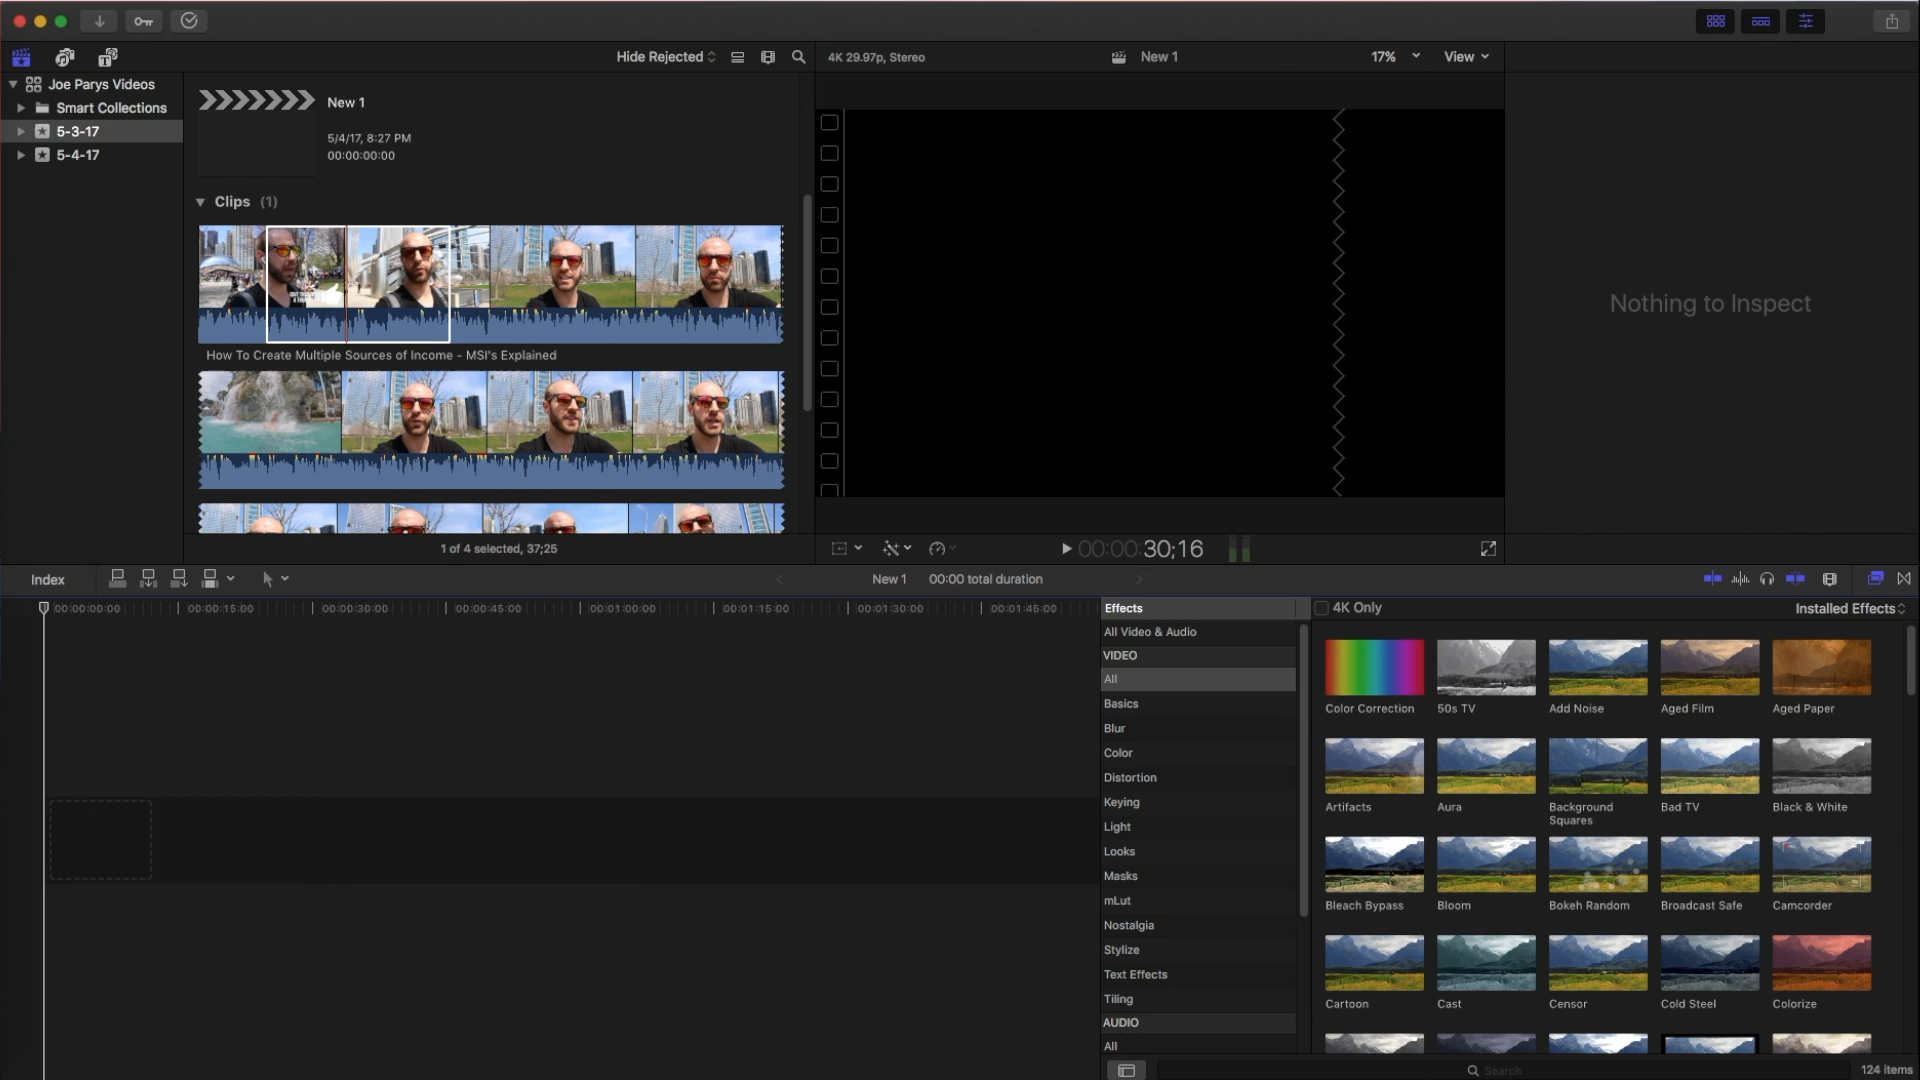 Hide Rejected
4K 29.97p, Stereo
New 1
17%
View
Joe Parys Videos
Smart Collections
5-3-17
5-4-17
New 1
5/4/17, 8:27 PM
00:00:00:00
Clips (1)
How To Create Multiple Sources of Income - MSI's Explained
1 of 4 selected, 37;25
Nothing to Inspect
00:00:30;16
Index
New 1
00:00 total duration
00:00:00:00
00:00:15:00
00:00:30:00
00:00:45:00
00:01:00:00
00:01:15:00
00:01:30:00
00:01:45:00
Effects
All Video & Audio
VIDEO
All
Basics
Blur
Color
Distortion
Keying
Light
Looks
Masks
mLut
Nostalgia
Stylize
Text Effects
Tiling
AUDIO
All
4K Only
Installed Effects
Color Correction
50s TV
Add Noise
Aged Film
Aged Paper
Artifacts
Aura
Background
Squares
Bad TV
Black & White
Bleach Bypass
Bloom
Bokeh Random
Broadcast Safe
Camcorder
Cartoon
Cast
Censor
Cold Steel
Colorize
Search
124 items